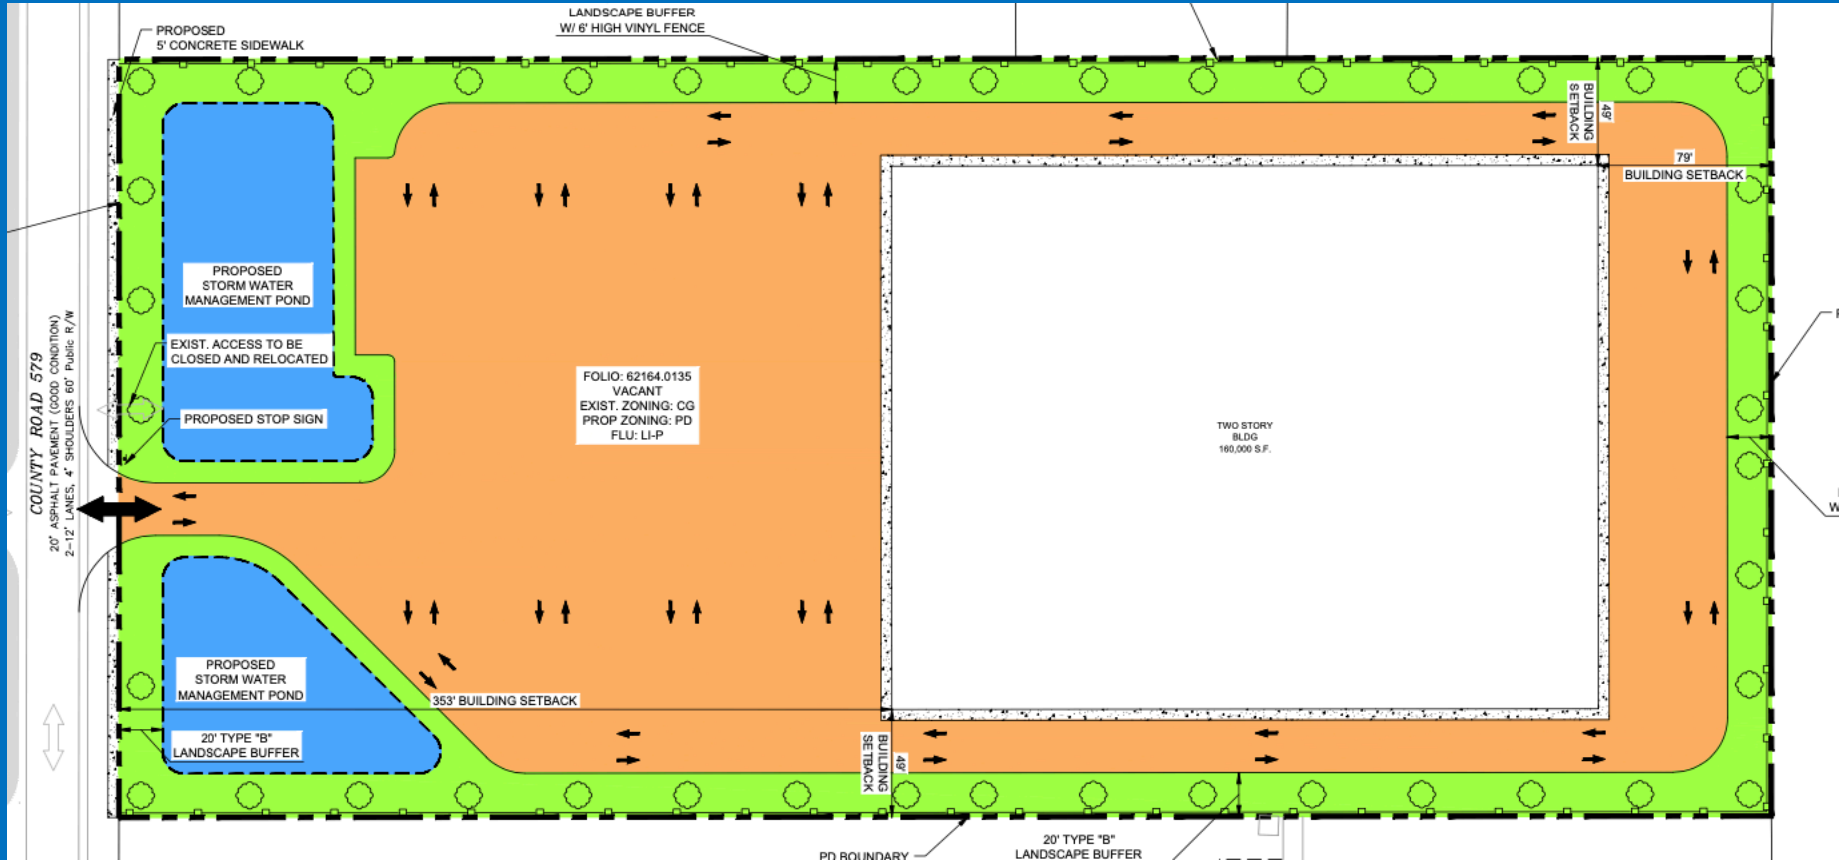 LANDSCAPE BUFFER
W/ 6' HIGH VINYL FENCE
PROPOSED
5' CONCRETE SIDEWALK
BUILDING
SETBACK
49'
79'
BUILDING SETBACK
PROPOSED
STORM WATER
MANAGEMENT POND
EXIST. ACCESS TO BE
CLOSED AND RELOCATED
PROPOSED STOP SIGN
COUNTY ROAD 579
20' ASPHALT PAVEMENT (GOOD CONDITION)
2-12' LANES, 4' SHOULDERS 60' Public R/W
FOLIO: 62164.0135
VACANT
EXIST. ZONING: CG
PROP ZONING: PD
FLU: LI-P
TWO STORY
BLDG
160,000 S.F.
PROPOSED
STORM WATER
MANAGEMENT POND
353' BUILDING SETBACK
20' TYPE "B"
LANDSCAPE BUFFER
BUILDING
SETBACK
49'
20' TYPE "B"
LANDSCAPE BUFFER
PD BOUNDARY